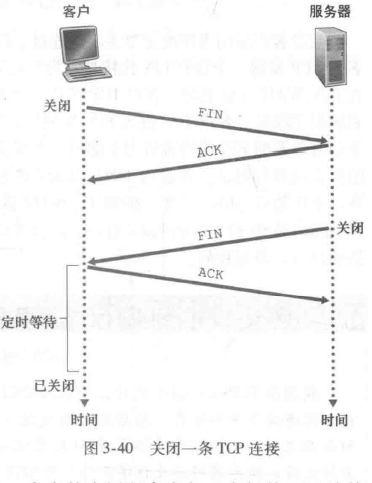 客户
服务器
关闭
FIN
ACK
关闭
FIN
ACK
定时等待
已关闭
时间
时间
图 3-40 关闭一条 TCP 连接